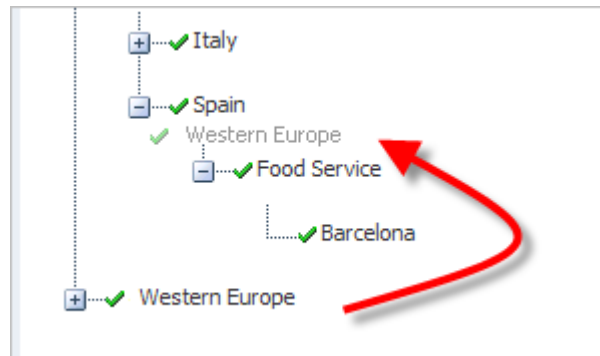 Italy
Spain
Western Europe
Food Service
Barcelona
Western Europe